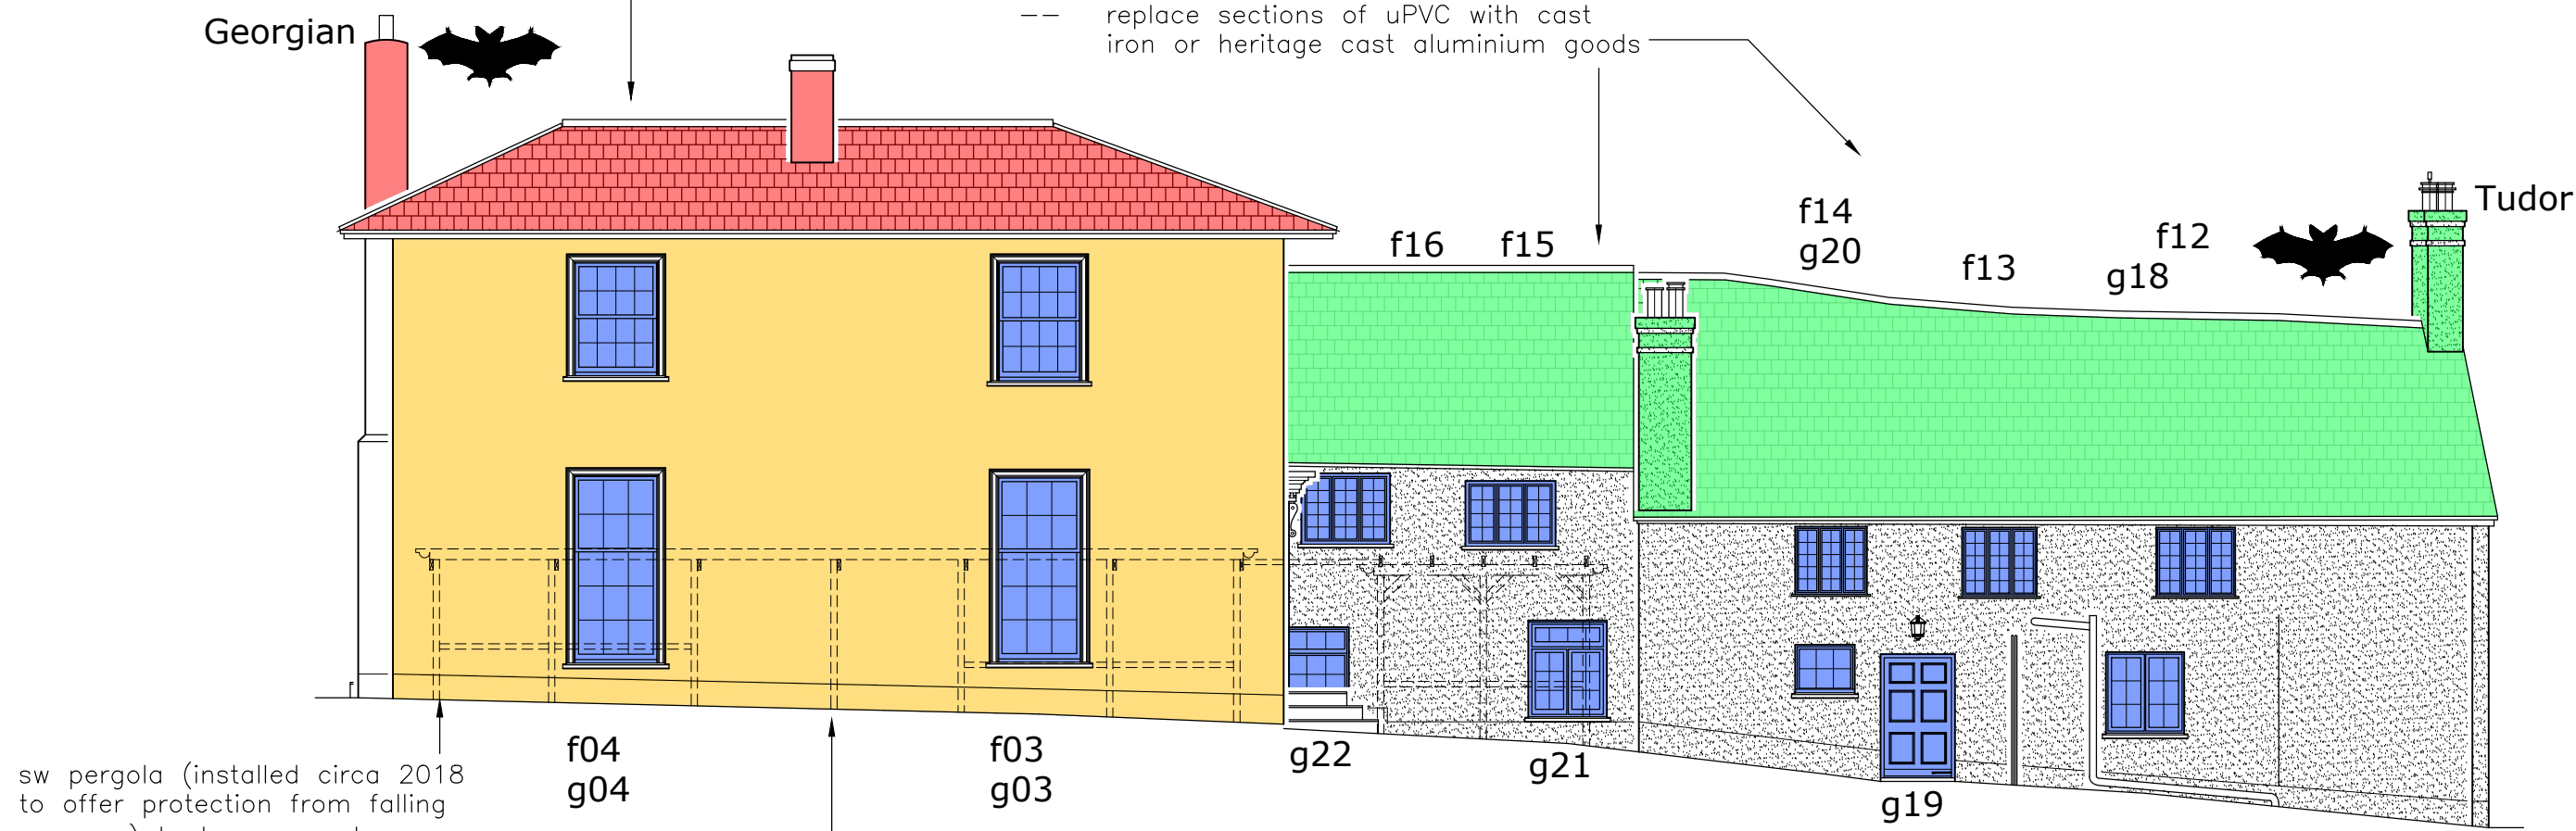 Georgian
-- replace sections of uPVC with cast
iron or heritage cast aluminium goods
Tudor
f16
f15
f14
g20
f13
f12
g18
f04
g04
f03
g03
g22
g21
g19
sw pergola (installed circa 2018
to offer protection from falling